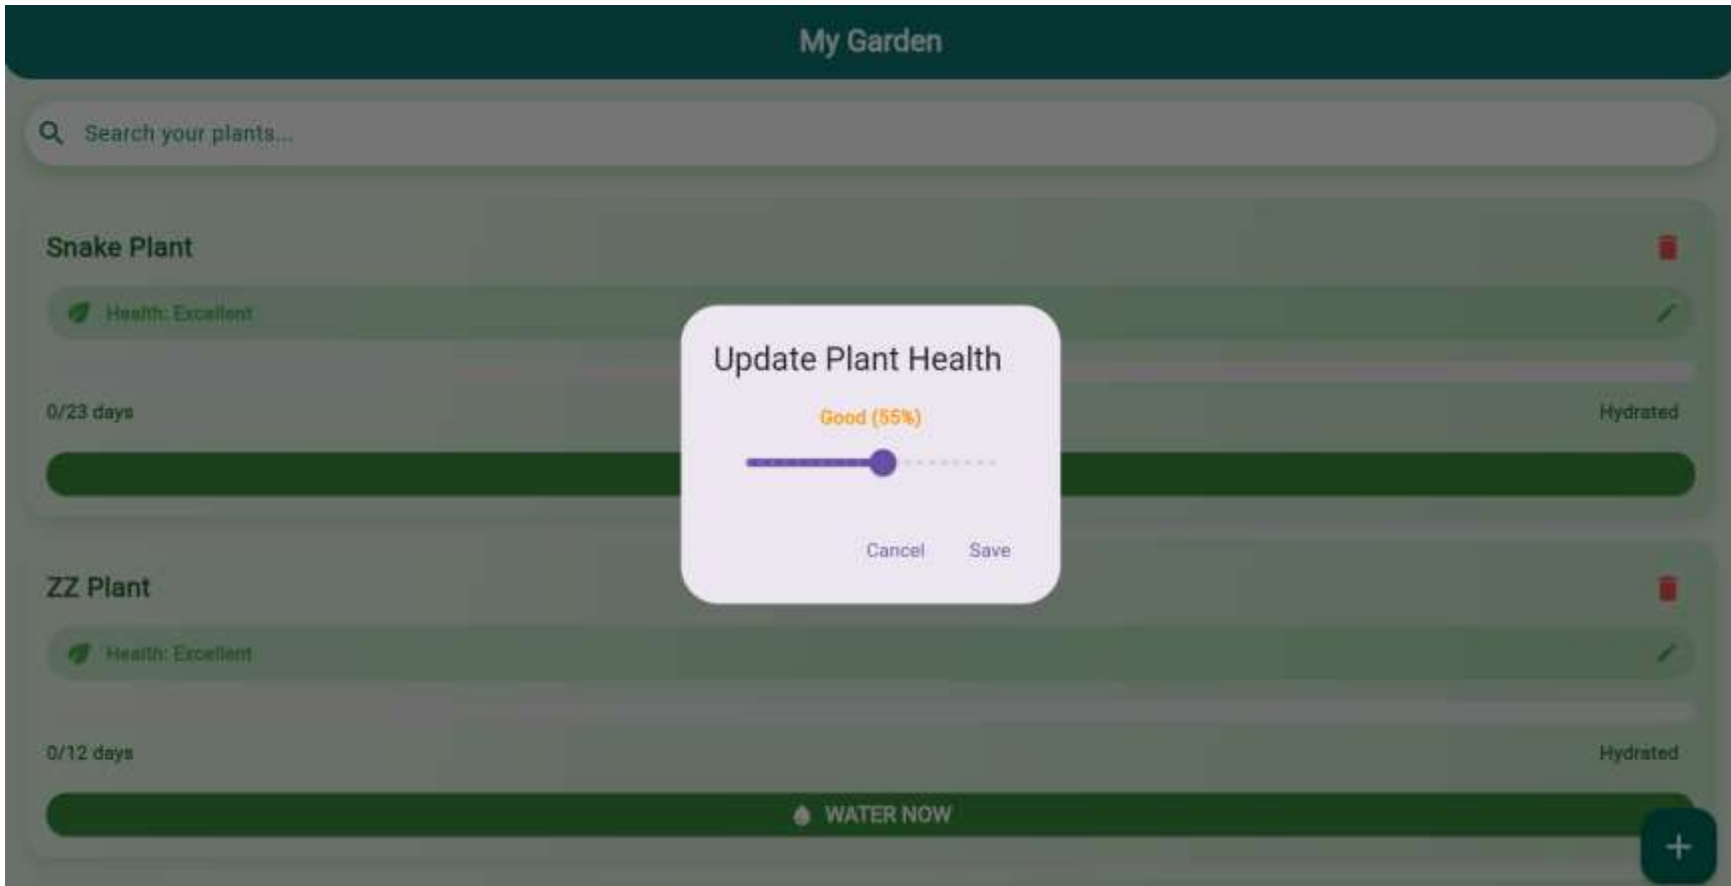 My Garden
Search your plants...
Snake Plant
Health: Excellent
Update Plant Health
Good (55%)
0/23 days
Hydrated
Cancel Save
ZZ Plant
Health: Excellent
0/12 days
Hydrated
WATER NOW
+